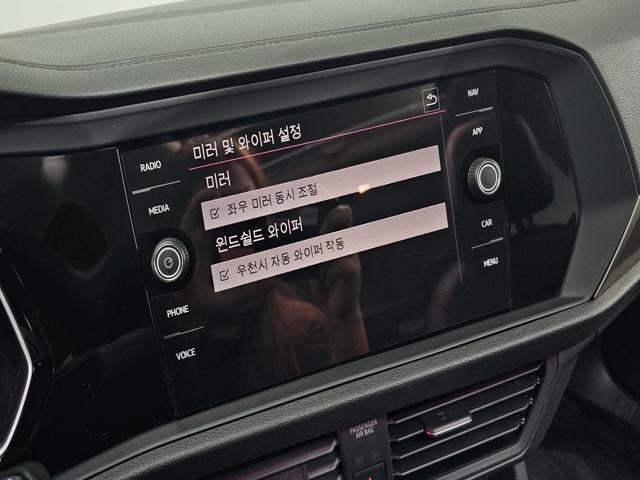 미러 및 와이퍼 설정
미러
좌우 미러 동시 조절
윈드쉴드 와이퍼
우천시 자동 와이퍼 작동
RADIO
MEDIA
PHONE
VOICE
NAV
APP
CAR
MENU
PASSENGER
AIR BAG